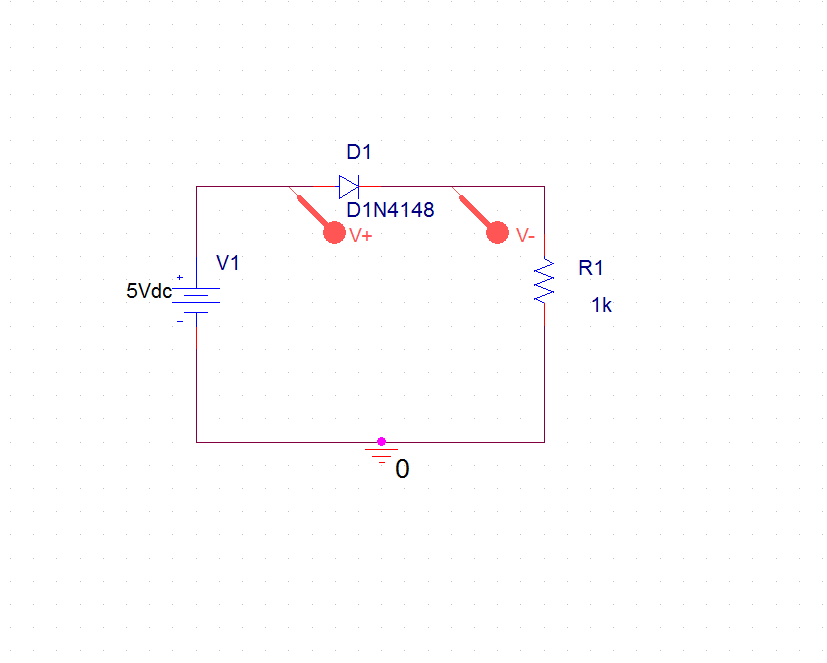 D1
D1N4148
V+
V-
+
V1
5Vdc
-
R1
1k
0